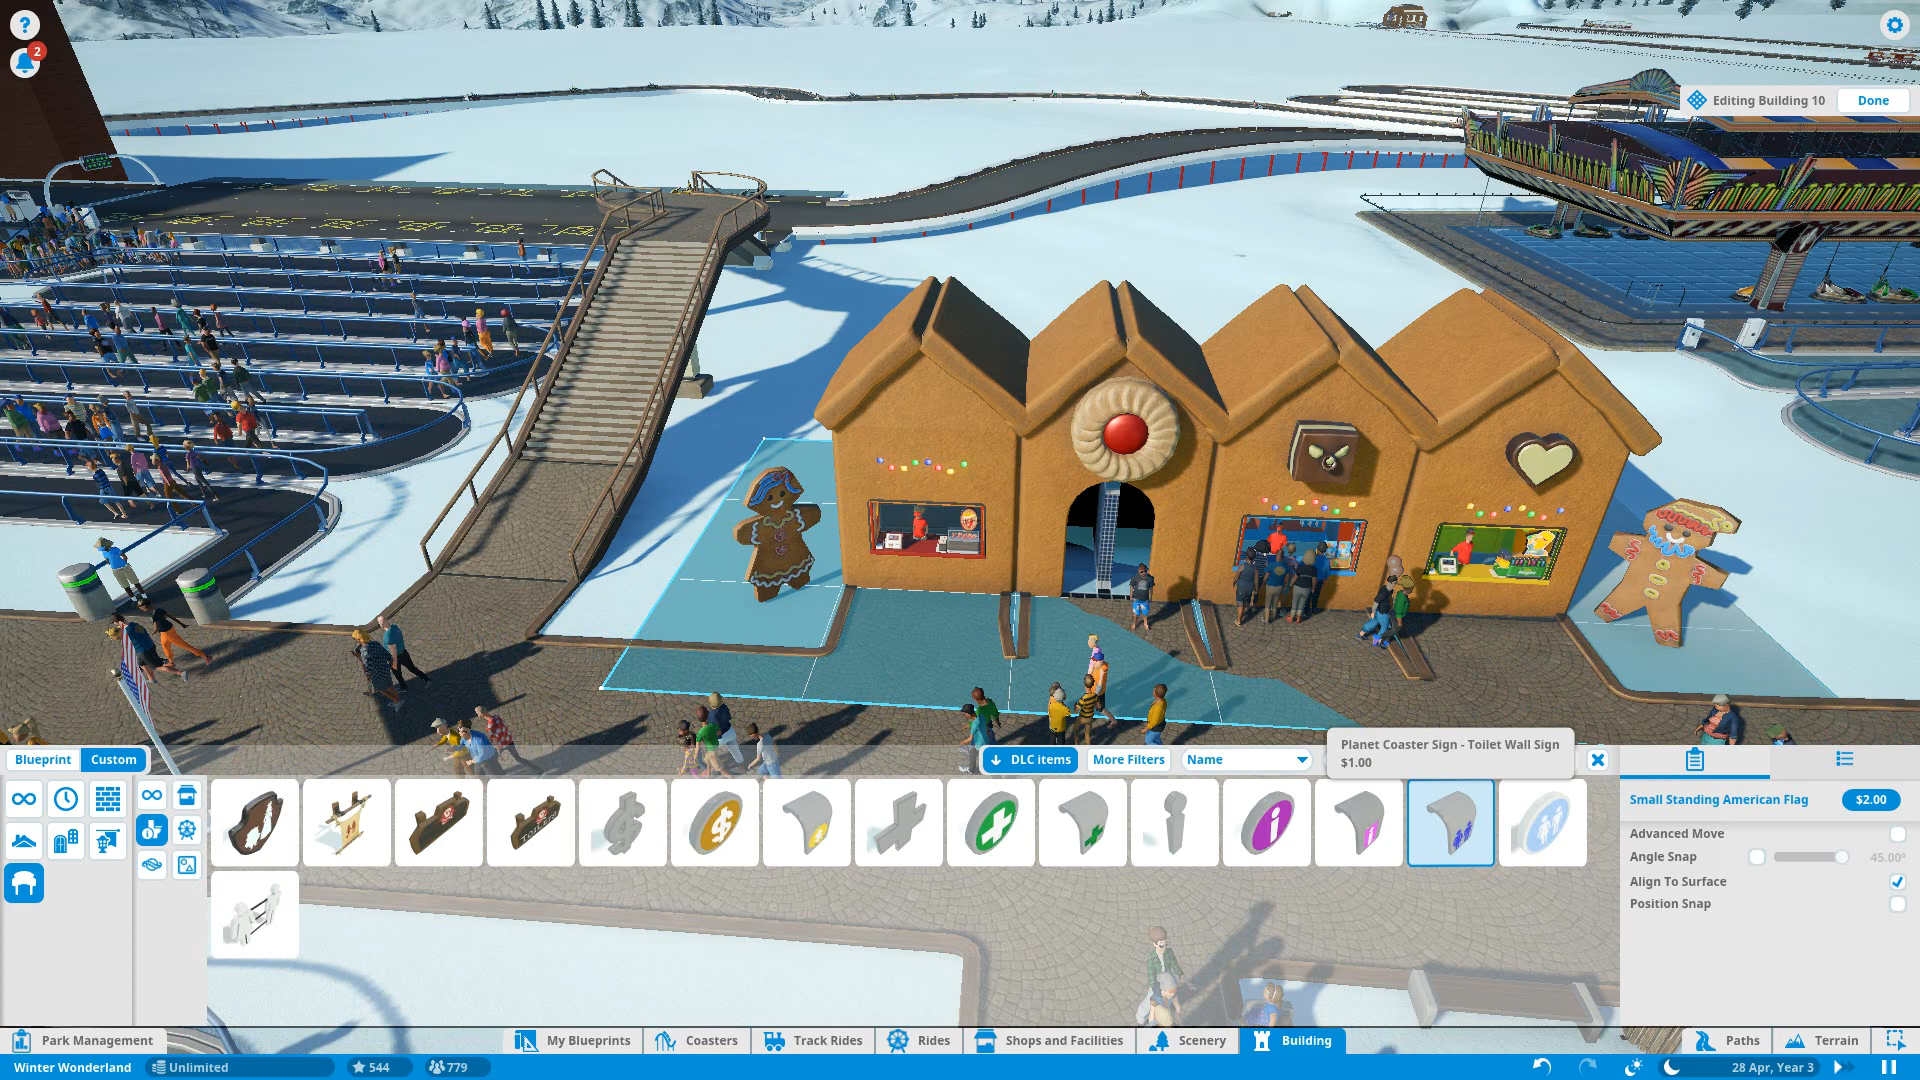 ?
2
Editing Building 10
Done
Blueprint
Custom
DLC items
More Filters
Name
Planet Coaster Sign - Toilet Wall Sign
$1.00
TOILETS
Small Standing American Flag
$2.00
Advanced Move
Angle Snap
45.00°
Align To Surface
Position Snap
Park Management
My Blueprints
Coasters
Track Rides
Rides
Shops and Facilities
Scenery
Building
Paths
Terrain
Winter Wonderland
Unlimited
544
779
28 Apr, Year 3